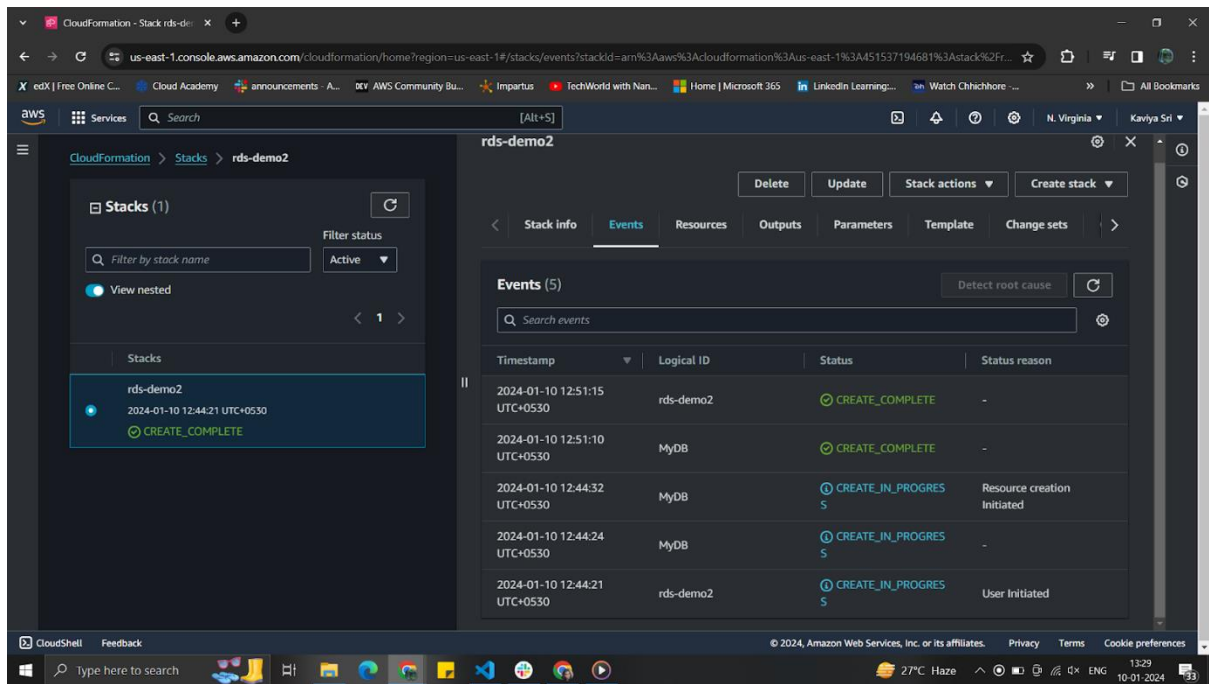 CloudFormation - Stack rds-de
us-east-1.console.aws.amazon.com/cloudformation/home?region=us-east-1#/stacks/events?stackId=arn%3Aaws%3Acloudformation%3Aus-east-1%3A451537194681%3Astack%2Fr...
edX | Free Online C... Cloud Academy announcements - A... DEV AWS Community Bu... Impartus TechWorld with Nan... Home | Microsoft 365 LinkedIn Learning:... Watch Chhichhore -... » All Bookmarks
aws Services Search [Alt+S] N. Virginia Kaviya Sri
CloudFormation > Stacks > rds-demo2
Stacks (1)
Filter status
Filter by stack name Active
View nested
< 1 >
Stacks
rds-demo2
2024-01-10 12:44:21 UTC+0530
CREATE_COMPLETE
rds-demo2
Delete Update Stack actions Create stack
Stack info Events Resources Outputs Parameters Template Change sets
Events (5) Detect root cause
Search events
Timestamp Logical ID Status Status reason
2024-01-10 12:51:15 UTC+0530 rds-demo2 CREATE_COMPLETE -
2024-01-10 12:51:10 UTC+0530 MyDB CREATE_COMPLETE -
2024-01-10 12:44:32 UTC+0530 MyDB CREATE_IN_PROGRESS Resource creation Initiated
2024-01-10 12:44:24 UTC+0530 MyDB CREATE_IN_PROGRESS -
2024-01-10 12:44:21 UTC+0530 rds-demo2 CREATE_IN_PROGRESS User Initiated
CloudShell Feedback © 2024, Amazon Web Services, Inc. or its affiliates. Privacy Terms Cookie preferences
Type here to search 27°C Haze ENG 13:29
10-01-2024 33